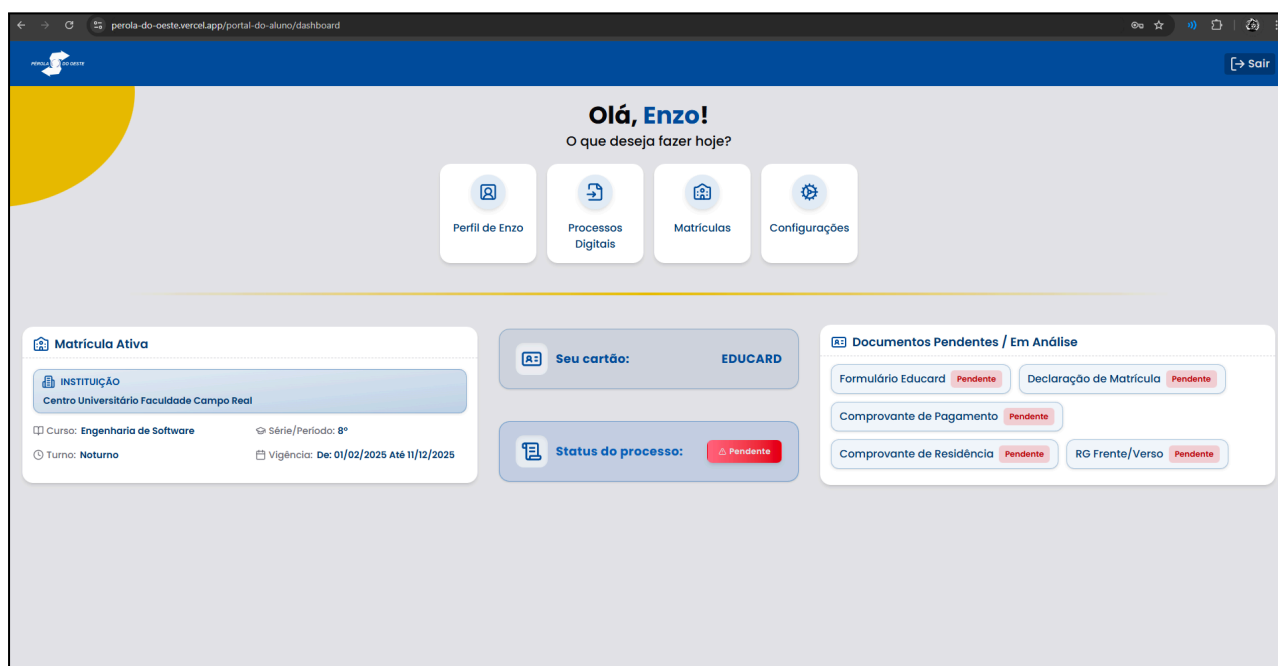 perola-do-oeste.vercel.app/portal-do-aluno/dashboard
PÉROLA DO OESTE
Sair
Olá, Enzo!
O que deseja fazer hoje?
Perfil de Enzo
Processos
Digitais
Matrículas
Configurações
Matrícula Ativa
INSTITUIÇÃO
Centro Universitário Faculdade Campo Real
Curso: Engenharia de Software
Série/Período: 8º
Turno: Noturno
Vigência: De: 01/02/2025 Até 11/12/2025
Seu cartão: EDUCARD
Status do processo: Pendente
Documentos Pendentes / Em Análise
Formulário Educard Pendente
Declaração de Matrícula Pendente
Comprovante de Pagamento Pendente
Comprovante de Residência Pendente
RG Frente/Verso Pendente